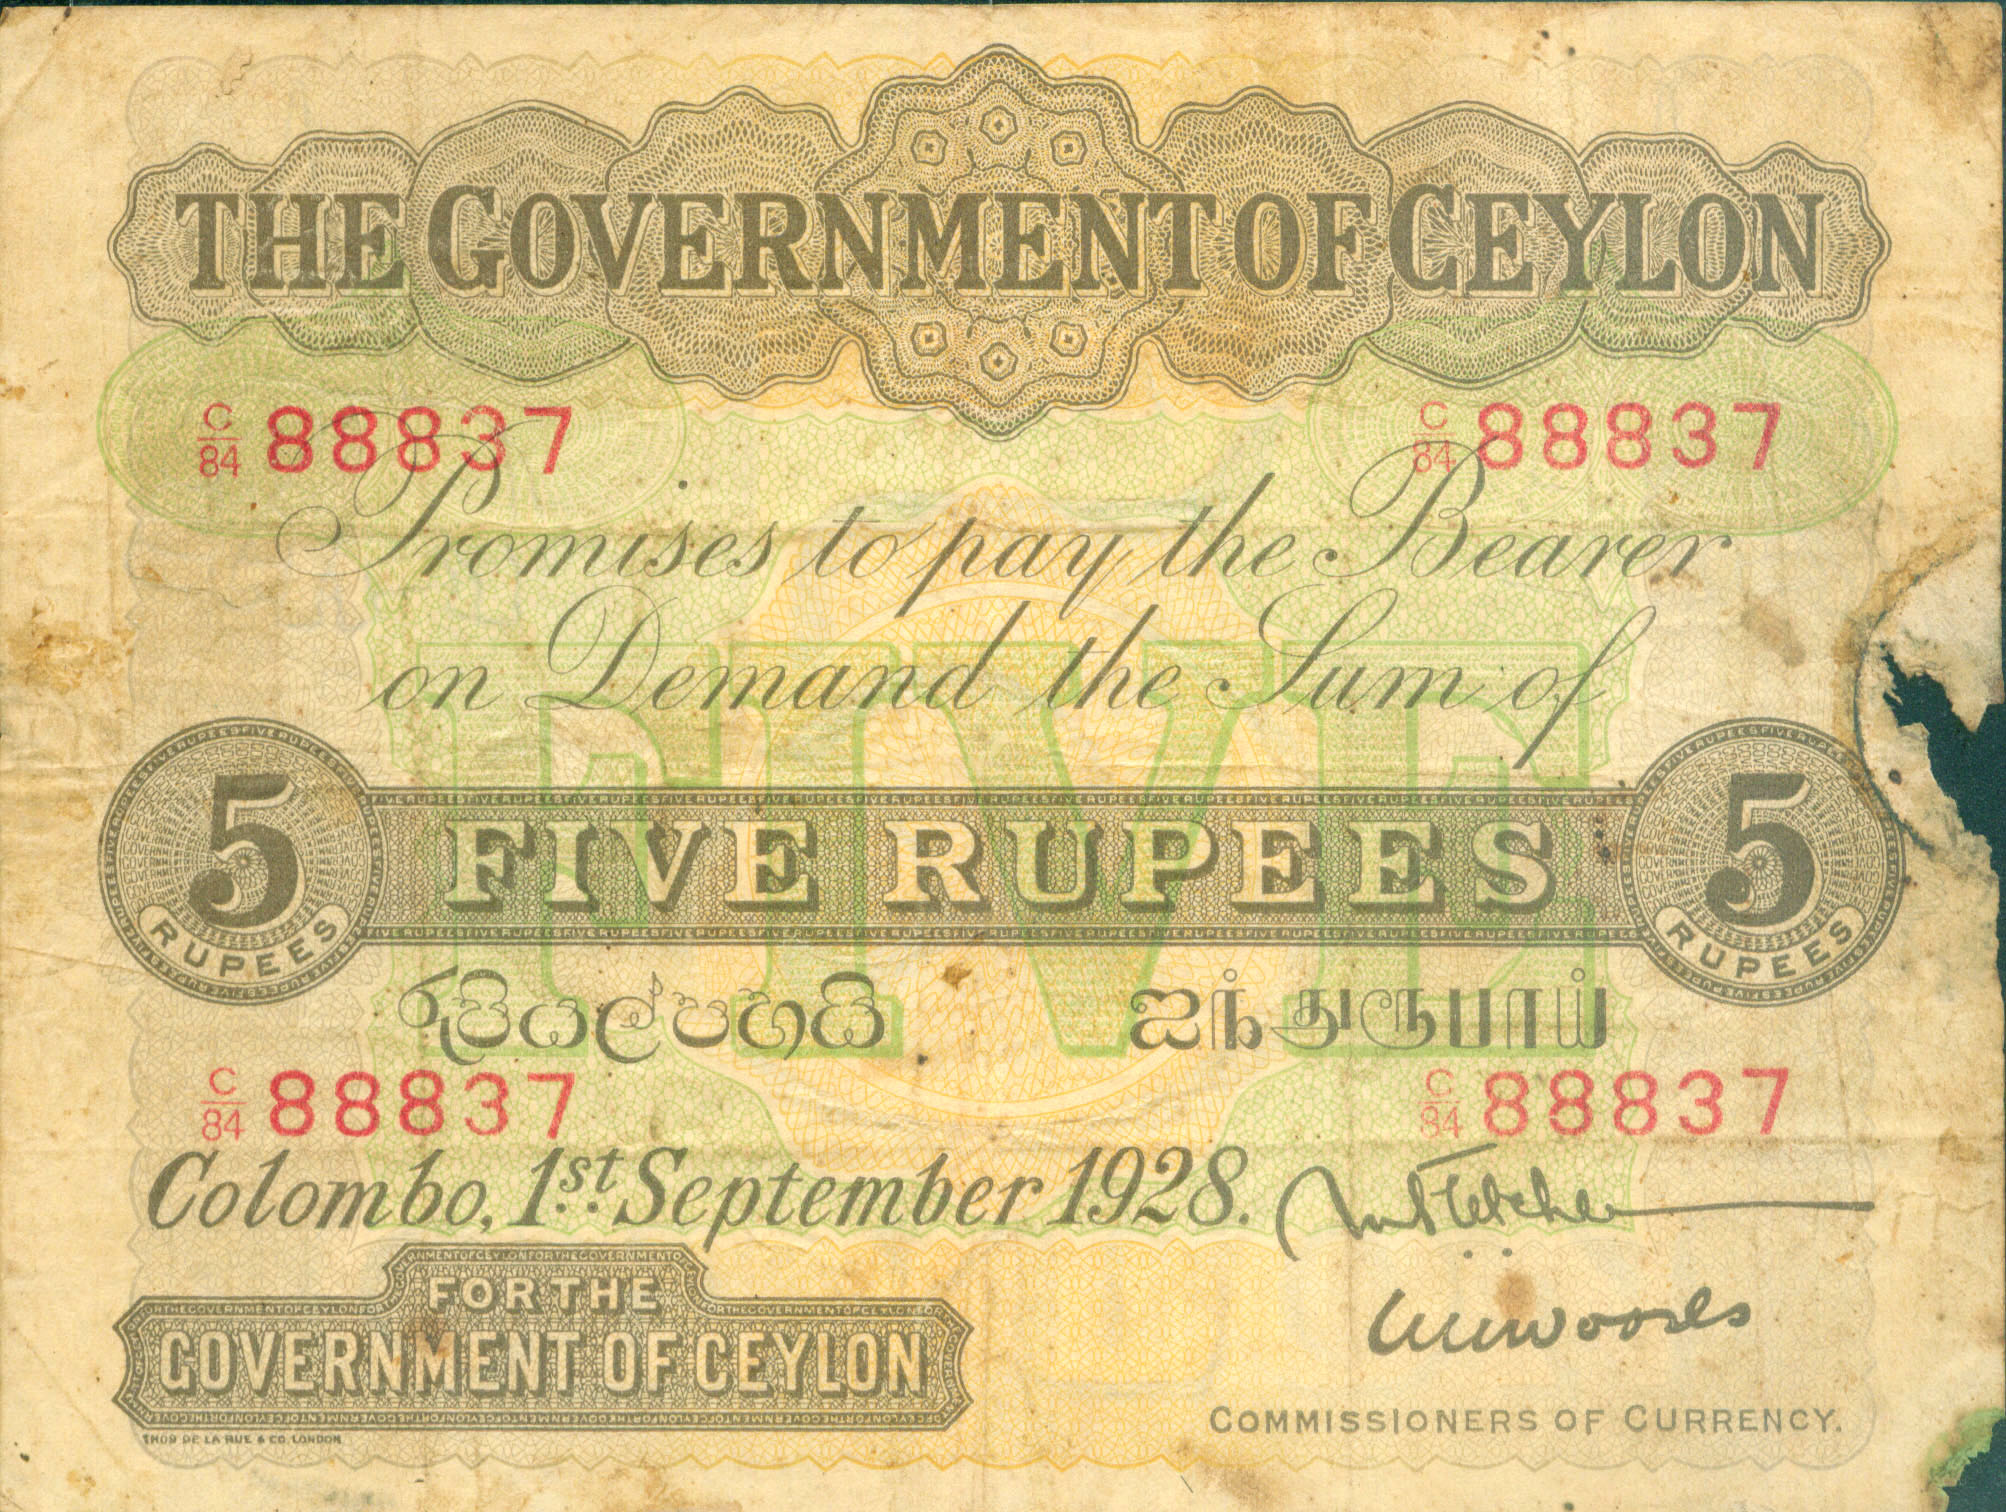 THE GOVERNMENT OF CEYLON
C/84 88837 C/84 88837
Promises to pay the Bearer
on Demand the Sum of
FIVE
5 RUPEES FIVE RUPEES 5 RUPEES
රුපියල් පහයි ஐந்துரூபாய்
C/84 88837 C/84 88837
Colombo, 1st September 1928.
FOR THE
GOVERNMENT OF CEYLON
W W Woods
COMMISSIONERS OF CURRENCY.
THOS DE LA RUE & CO. LONDON